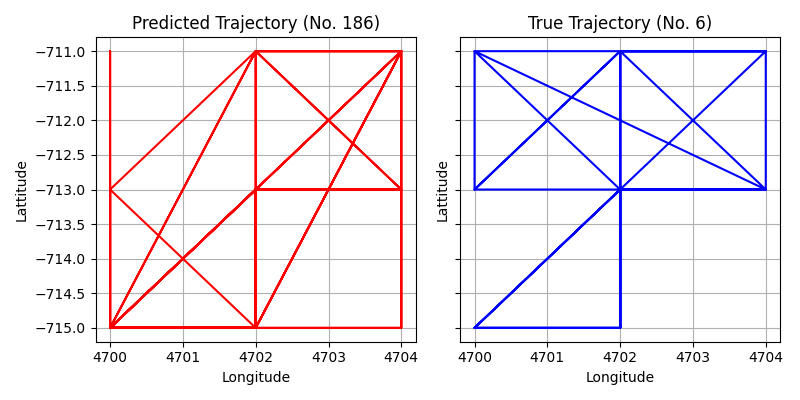 Predicted Trajectory (No. 186)
True Trajectory (No. 6)
Lattitude
−711.0
−711.5
−712.0
−712.5
−713.0
−713.5
−714.0
−714.5
−715.0
4700 4701 4702 4703 4704
Longitude
Lattitude
4700 4701 4702 4703 4704
Longitude